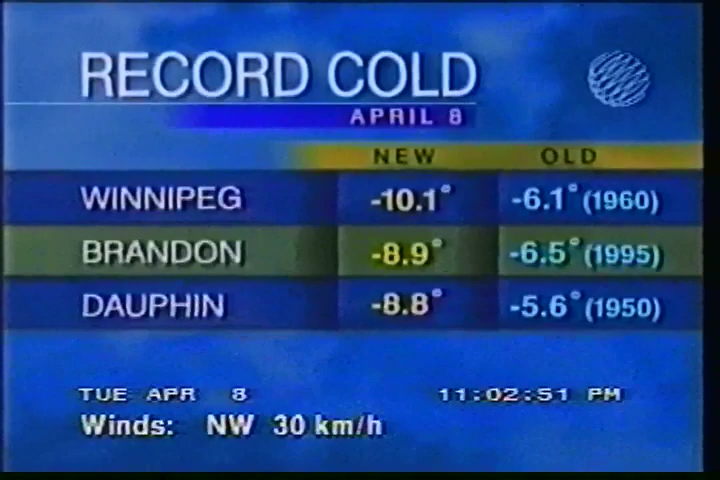 RECORD COLD
APRIL 8
NEW OLD
WINNIPEG -10.1° -6.1° (1960)
BRANDON -8.9° -6.5° (1995)
DAUPHIN -8.8° -5.6° (1950)
TUE APR 8 11:02:51 PM
Winds: NW 30 km/h